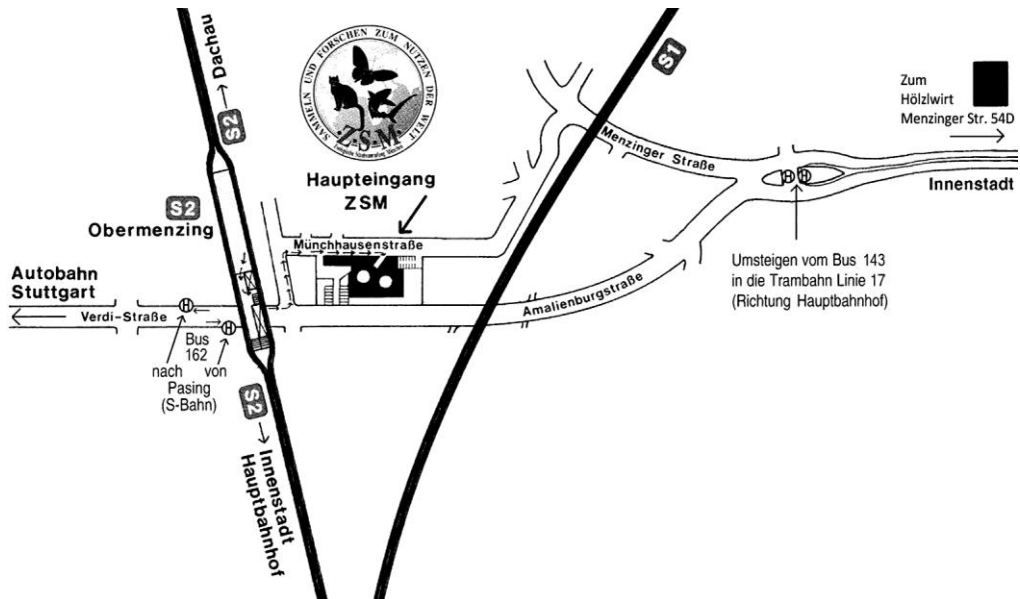 Dachau
S2
SAMMELN UND FORSCHEN ZUM NUTZEN DER WELT
·Z·S·M·
Haupteingang
ZSM
S1
Zum
Hölzlwirt
Menzinger Str. 54D
Menzinger Straße
Innenstadt
S2
Obermenzing
Münchhausenstraße
Autobahn
Stuttgart
H
H
H
Umsteigen vom Bus 143
in die Trambahn Linie 17
(Richtung Hauptbahnhof)
Amalienburgstraße
Verdi-Straße
H
Bus
162
nach von
Pasing
(S-Bahn)
S2
Innenstadt
Hauptbahnhof